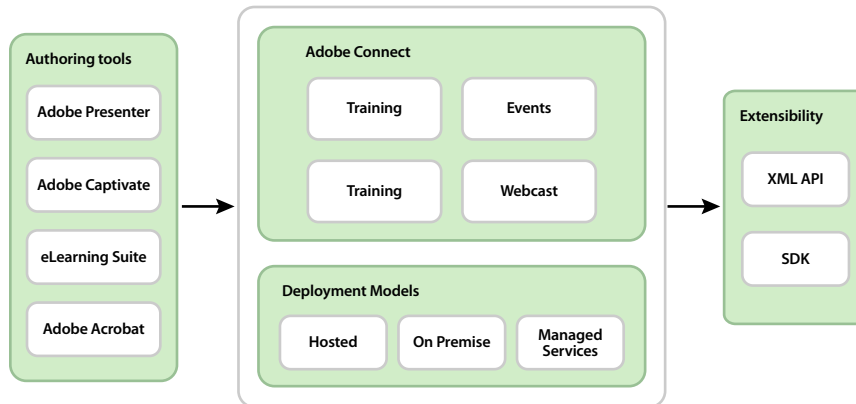 Authoring tools
Adobe Presenter
Adobe Captivate
eLearning Suite
Adobe Acrobat
Adobe Connect
Training
Events
Training
Webcast
Deployment Models
Hosted
On Premise
Managed
Services
Extensibility
XML API
SDK